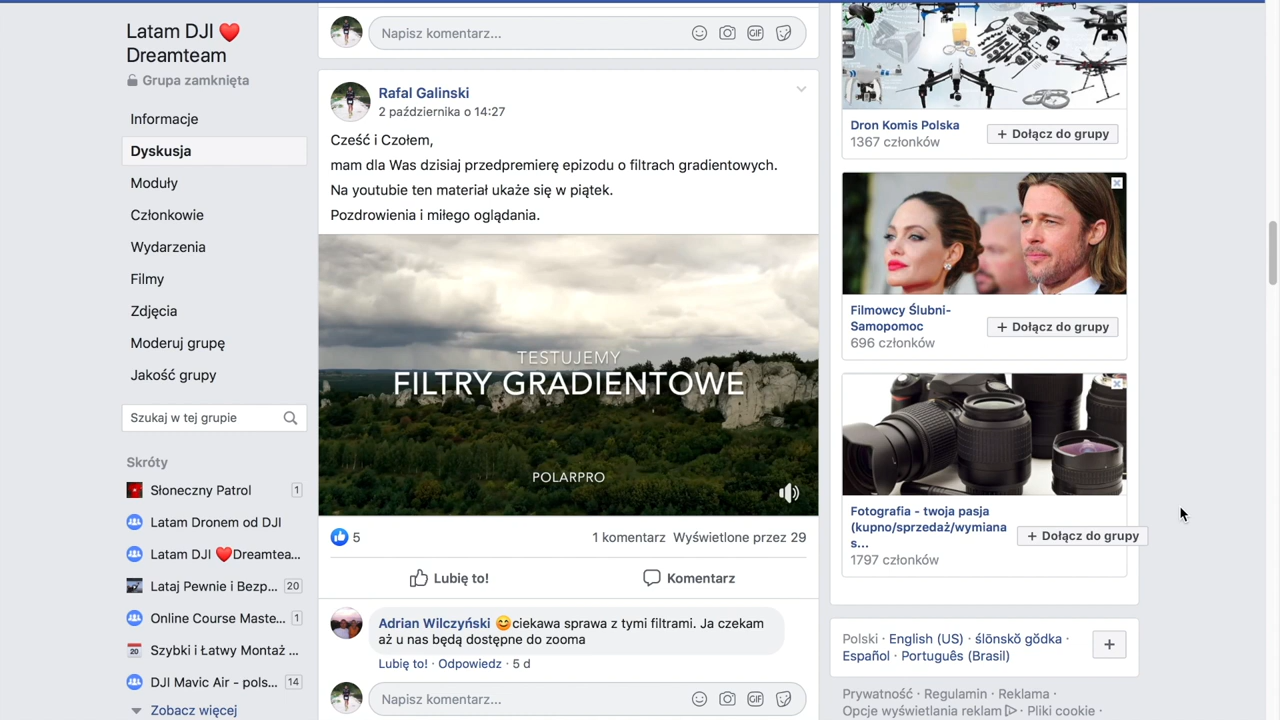 Latam DJI ❤️
Dreamteam
Grupa zamknięta
Informacje
Dyskusja
Moduły
Członkowie
Wydarzenia
Filmy
Zdjęcia
Moderuj grupę
Jakość grupy
Szukaj w tej grupie
Skróty
Słoneczny Patrol 1
Latam Dronem od DJI
Latam DJI ❤️Dreamtea...
Lataj Pewnie i Bezp... 20
Online Course Maste... 1
20 Szybki i Łatwy Montaż ...
DJI Mavic Air - pols... 14
Zobacz więcej
Napisz komentarz...
GIF
Rafal Galinski
2 października o 14:27
Cześć i Czołem,
mam dla Was dzisiaj przedpremierę epizodu o filtrach gradientowych.
Na youtubie ten materiał ukaże się w piątek.
Pozdrowienia i miłego oglądania.
TESTUJEMY
FILTRY GRADIENTOWE
POLARPRO
5
1 komentarz Wyświetlone przez 29
Lubię to! Komentarz
Adrian Wilczyński 😊ciekawa sprawa z tymi filtrami. Ja czekam
aż u nas będą dostępne do zooma
Lubię to! · Odpowiedz · 5 d
Napisz komentarz...
GIF
Dron Komis Polska
1367 członków
+ Dołącz do grupy
Filmowcy Ślubni-
Samopomoc
696 członków
+ Dołącz do grupy
Fotografia - twoja pasja
(kupno/sprzedaż/wymiana
s...
1797 członków
+ Dołącz do grupy
Polski · English (US) · ślōnskŏ gŏdka ·
Español · Português (Brasil)
+
Prywatność · Regulamin · Reklama ·
Opcje wyświetlania reklam · Pliki cookie ·